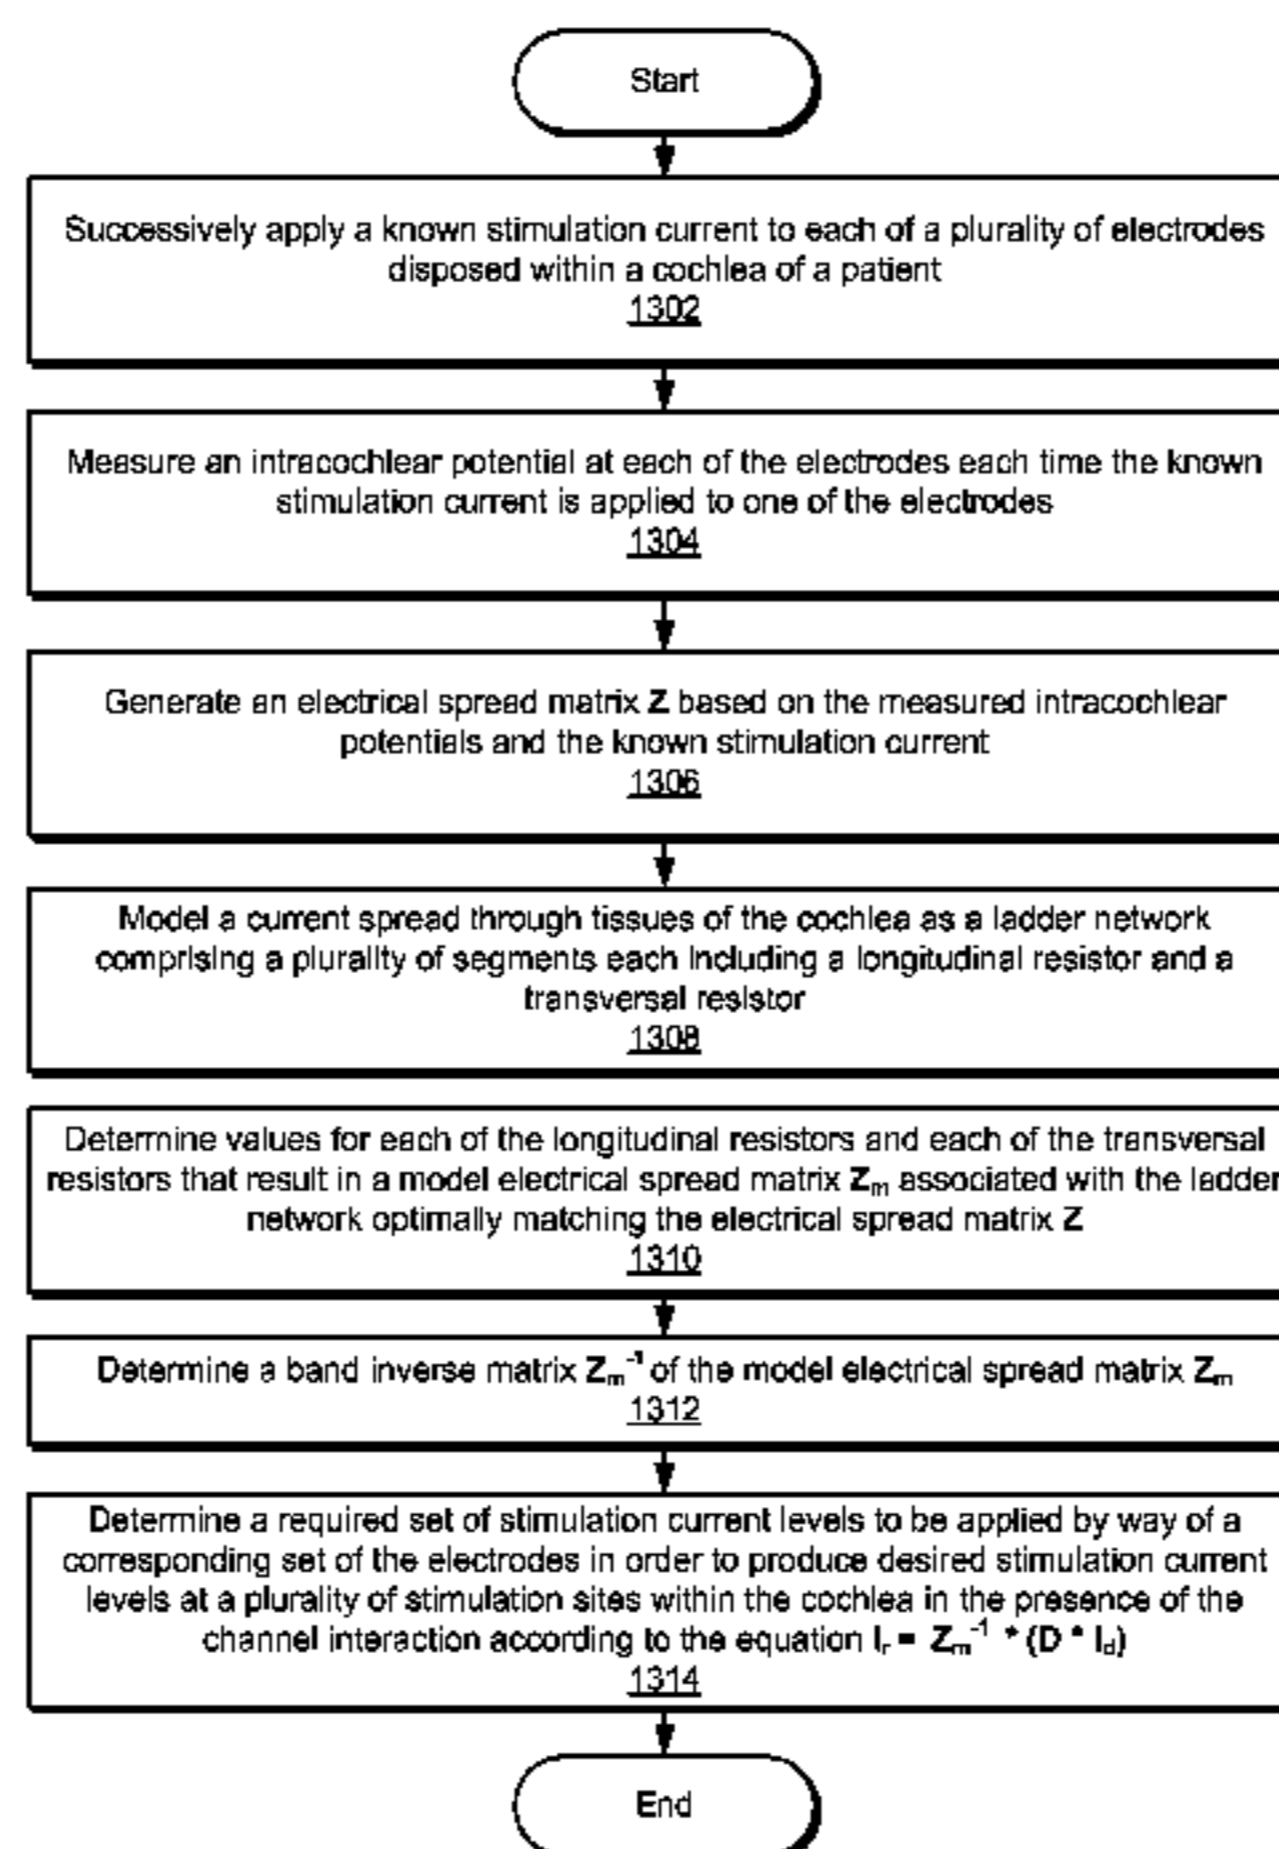 Start
Successively apply a known stimulation current to each of a plurality of electrodes
disposed within a cochlea of a patient
1302
Measure an intracochlear potential at each of the electrodes each time the known
stimulation current is applied to one of the electrodes
1304
Generate an electrical spread matrix Z based on the measured intracochlear
potentials and the known stimulation current
1306
Model a current spread through tissues of the cochlea as a ladder network
comprising a plurality of segments each including a longitudinal resistor and a
transversal resistor
1308
Determine values for each of the longitudinal resistors and each of the transversal
resistors that result in a model electrical spread matrix Zm associated with the ladder
network optimally matching the electrical spread matrix Z
1310
Determine a band inverse matrix Zm⁻¹ of the model electrical spread matrix Zm
1312
Determine a required set of stimulation current levels to be applied by way of a
corresponding set of the electrodes in order to produce desired stimulation current
levels at a plurality of stimulation sites within the cochlea in the presence of the
channel interaction according to the equation Ir = Zm⁻¹ * (D * Id)
1314
End